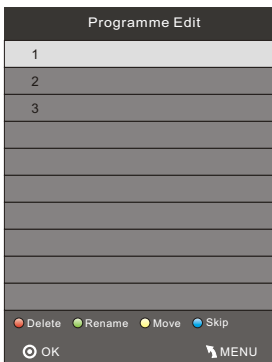 Programme Edit
1
2
3
Delete Rename Move Skip
OK MENU